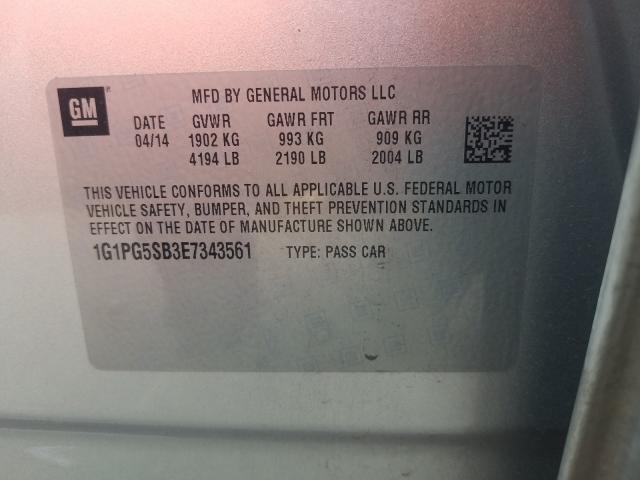 GM
MFD BY GENERAL MOTORS LLC
DATE GVWR GAWR FRT GAWR RR
04/14 1902 KG 993 KG 909 KG
4194 LB 2190 LB 2004 LB
THIS VEHICLE CONFORMS TO ALL APPLICABLE U.S. FEDERAL MOTOR
VEHICLE SAFETY, BUMPER, AND THEFT PREVENTION STANDARDS IN
EFFECT ON THE DATE OF MANUFACTURE SHOWN ABOVE.
1G1PG5SB3E7343561 TYPE: PASS CAR